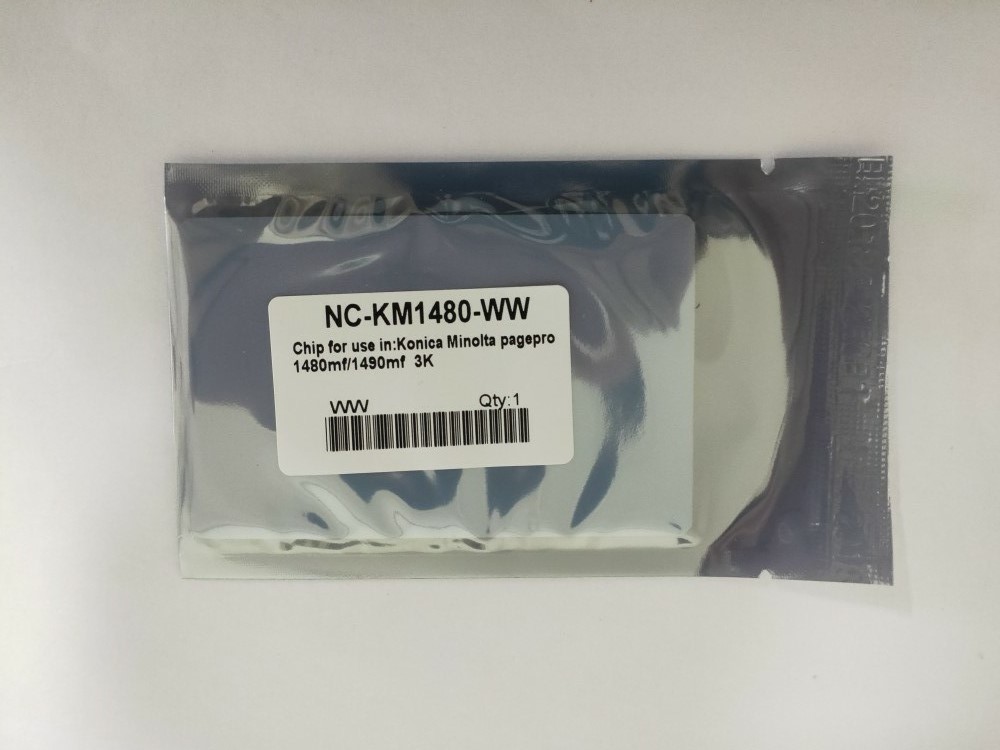 NC-KM1480-WW
Chip for use in:Konica Minolta pagepro
1480mf/1490mf 3K
WW
Qty:1